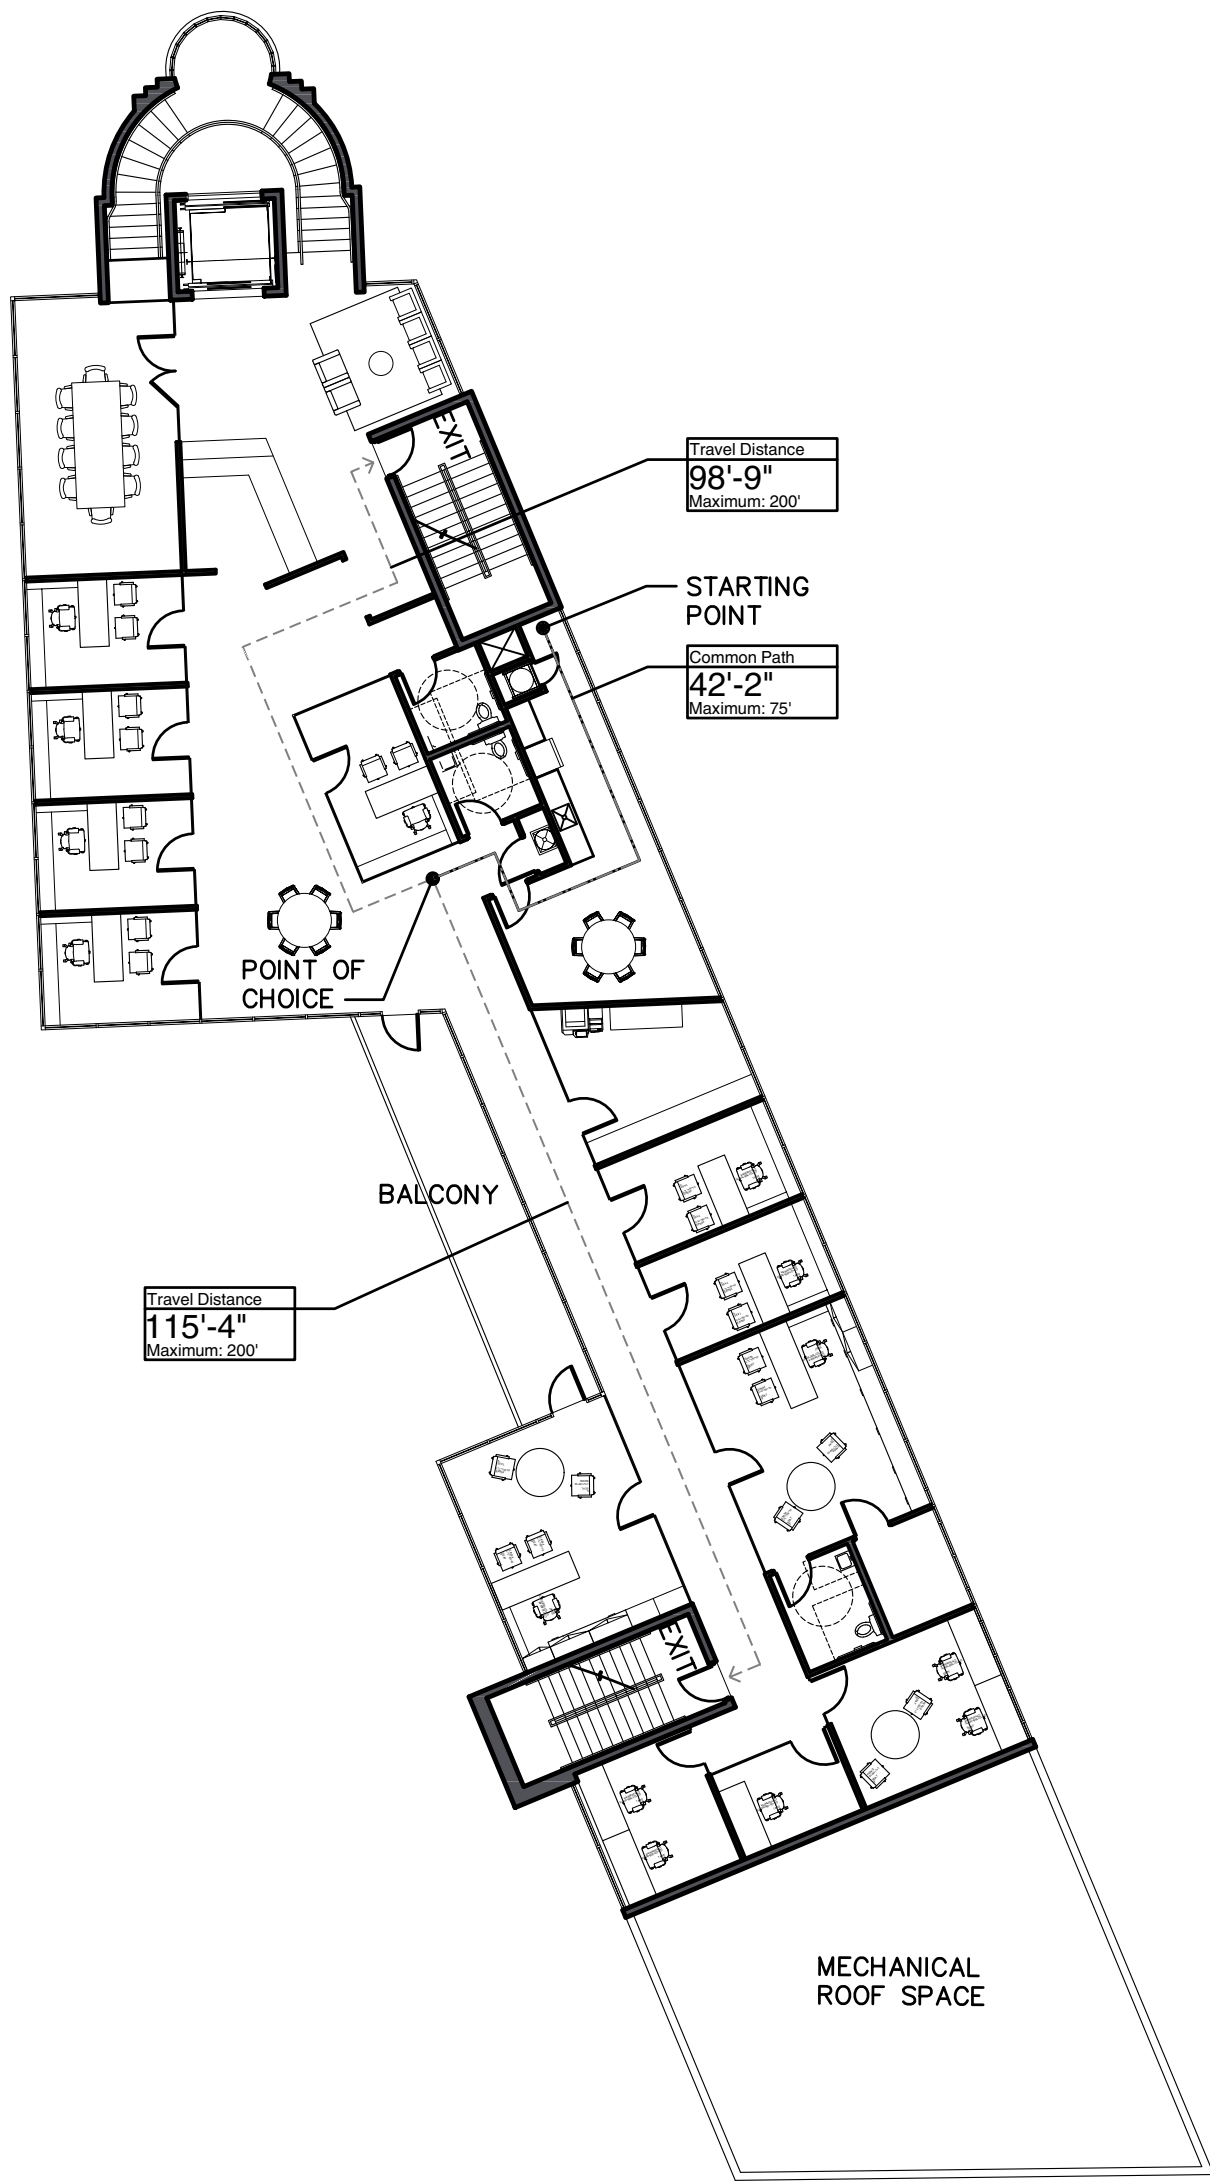 EXIT
Travel Distance
98'-9"
Maximum: 200'
STARTING
POINT
Common Path
42'-2"
Maximum: 75'
POINT OF
CHOICE
BALCONY
Travel Distance
115'-4"
Maximum: 200'
EXIT
MECHANICAL
ROOF SPACE